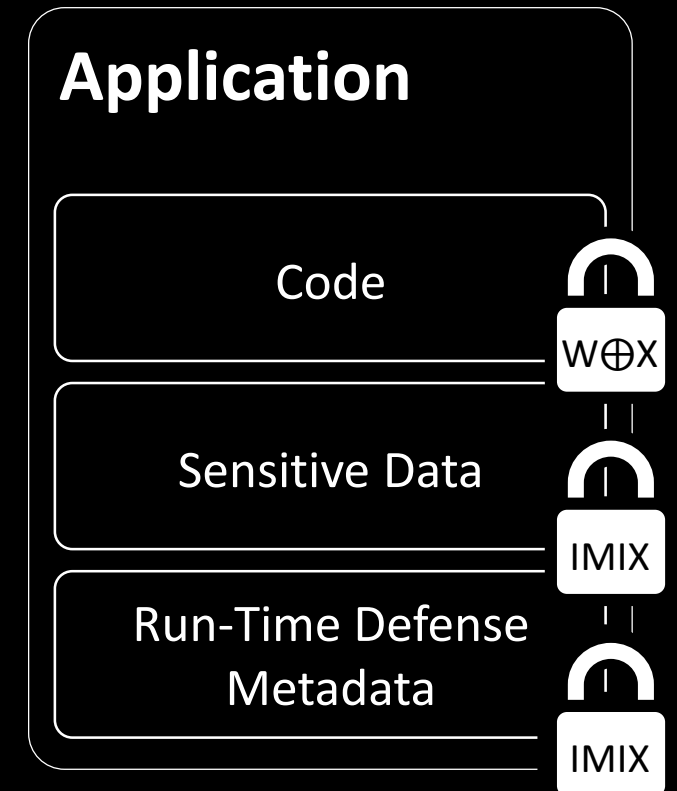 Application
Code
W⊕X
Sensitive Data
IMIX
Run-Time Defense
Metadata
IMIX